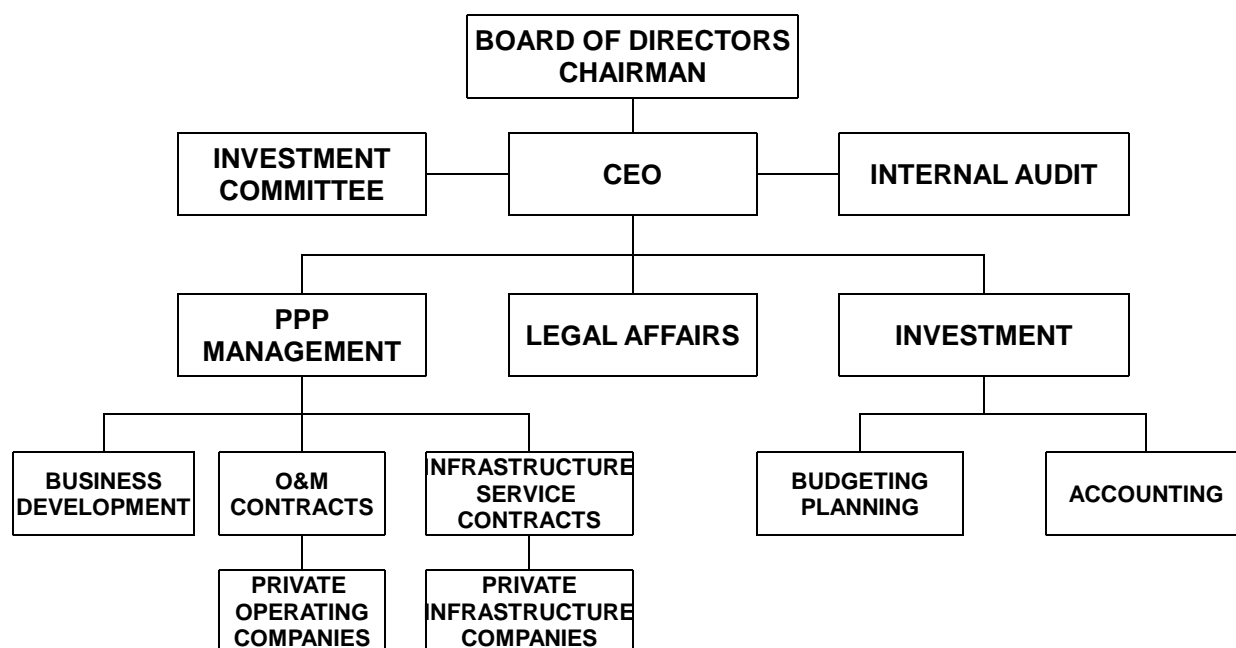 BOARD OF DIRECTORS
CHAIRMAN
INVESTMENT
COMMITTEE
CEO
INTERNAL AUDIT
PPP
MANAGEMENT
LEGAL AFFAIRS
INVESTMENT
BUSINESS
DEVELOPMENT
O&M
CONTRACTS
INFRASTRUCTURE
SERVICE
CONTRACTS
BUDGETING
PLANNING
ACCOUNTING
PRIVATE
OPERATING
COMPANIES
PRIVATE
INFRASTRUCTURE
COMPANIES